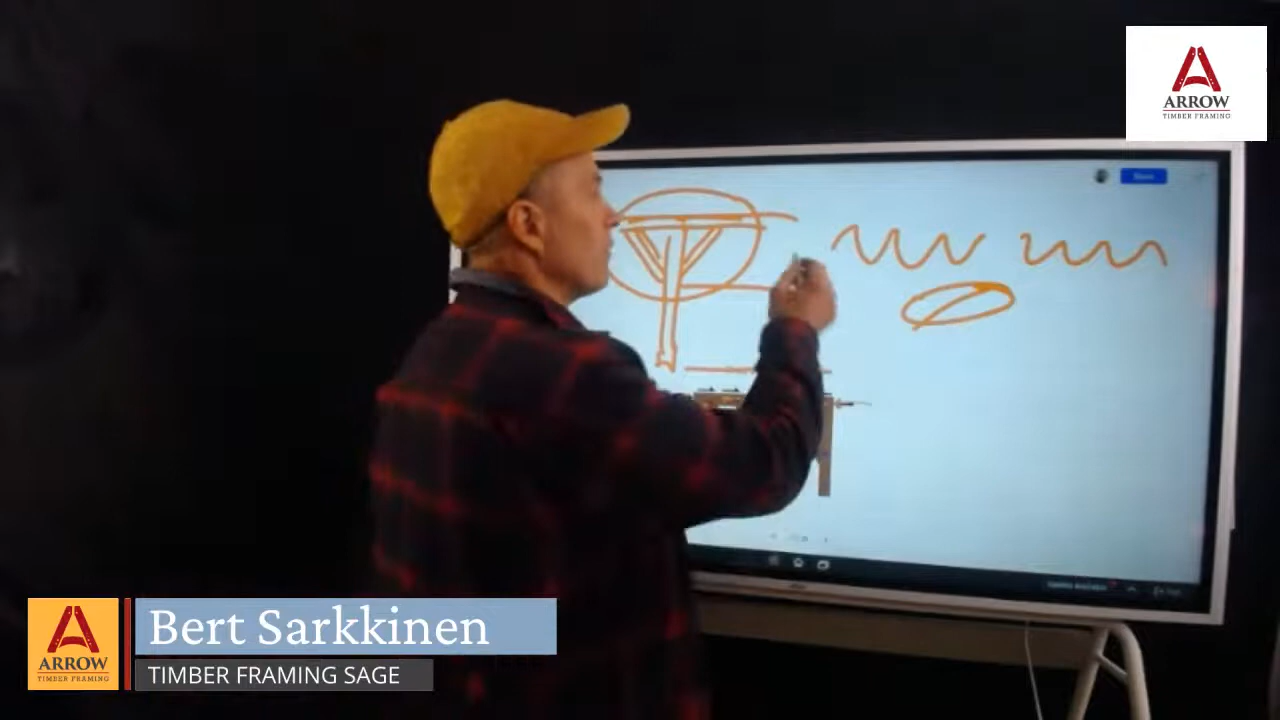 ARROW
TIMBER FRAMING
Bert Sarkkinen
ARROW
TIMBER FRAMING
TIMBER FRAMING SAGE